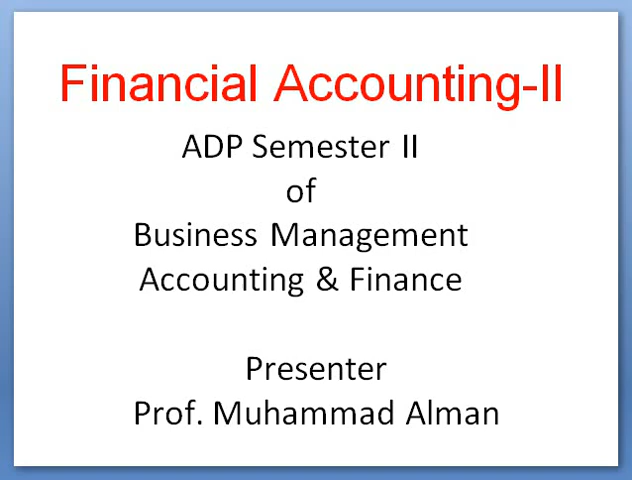 Financial Accounting-II
ADP Semester II
of
Business Management
Accounting & Finance
Presenter
Prof. Muhammad Alman